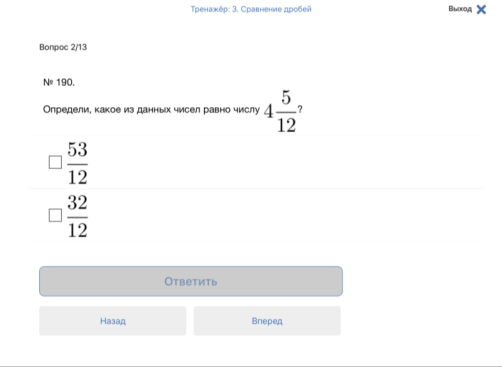 Тренажёр: 3. Сравнение дробей
Выход
Вопрос 2/13
№ 190.
Определи, какое из данных чисел равно числу 4 5/12?
53/12
32/12
Ответить
Назад
Вперед